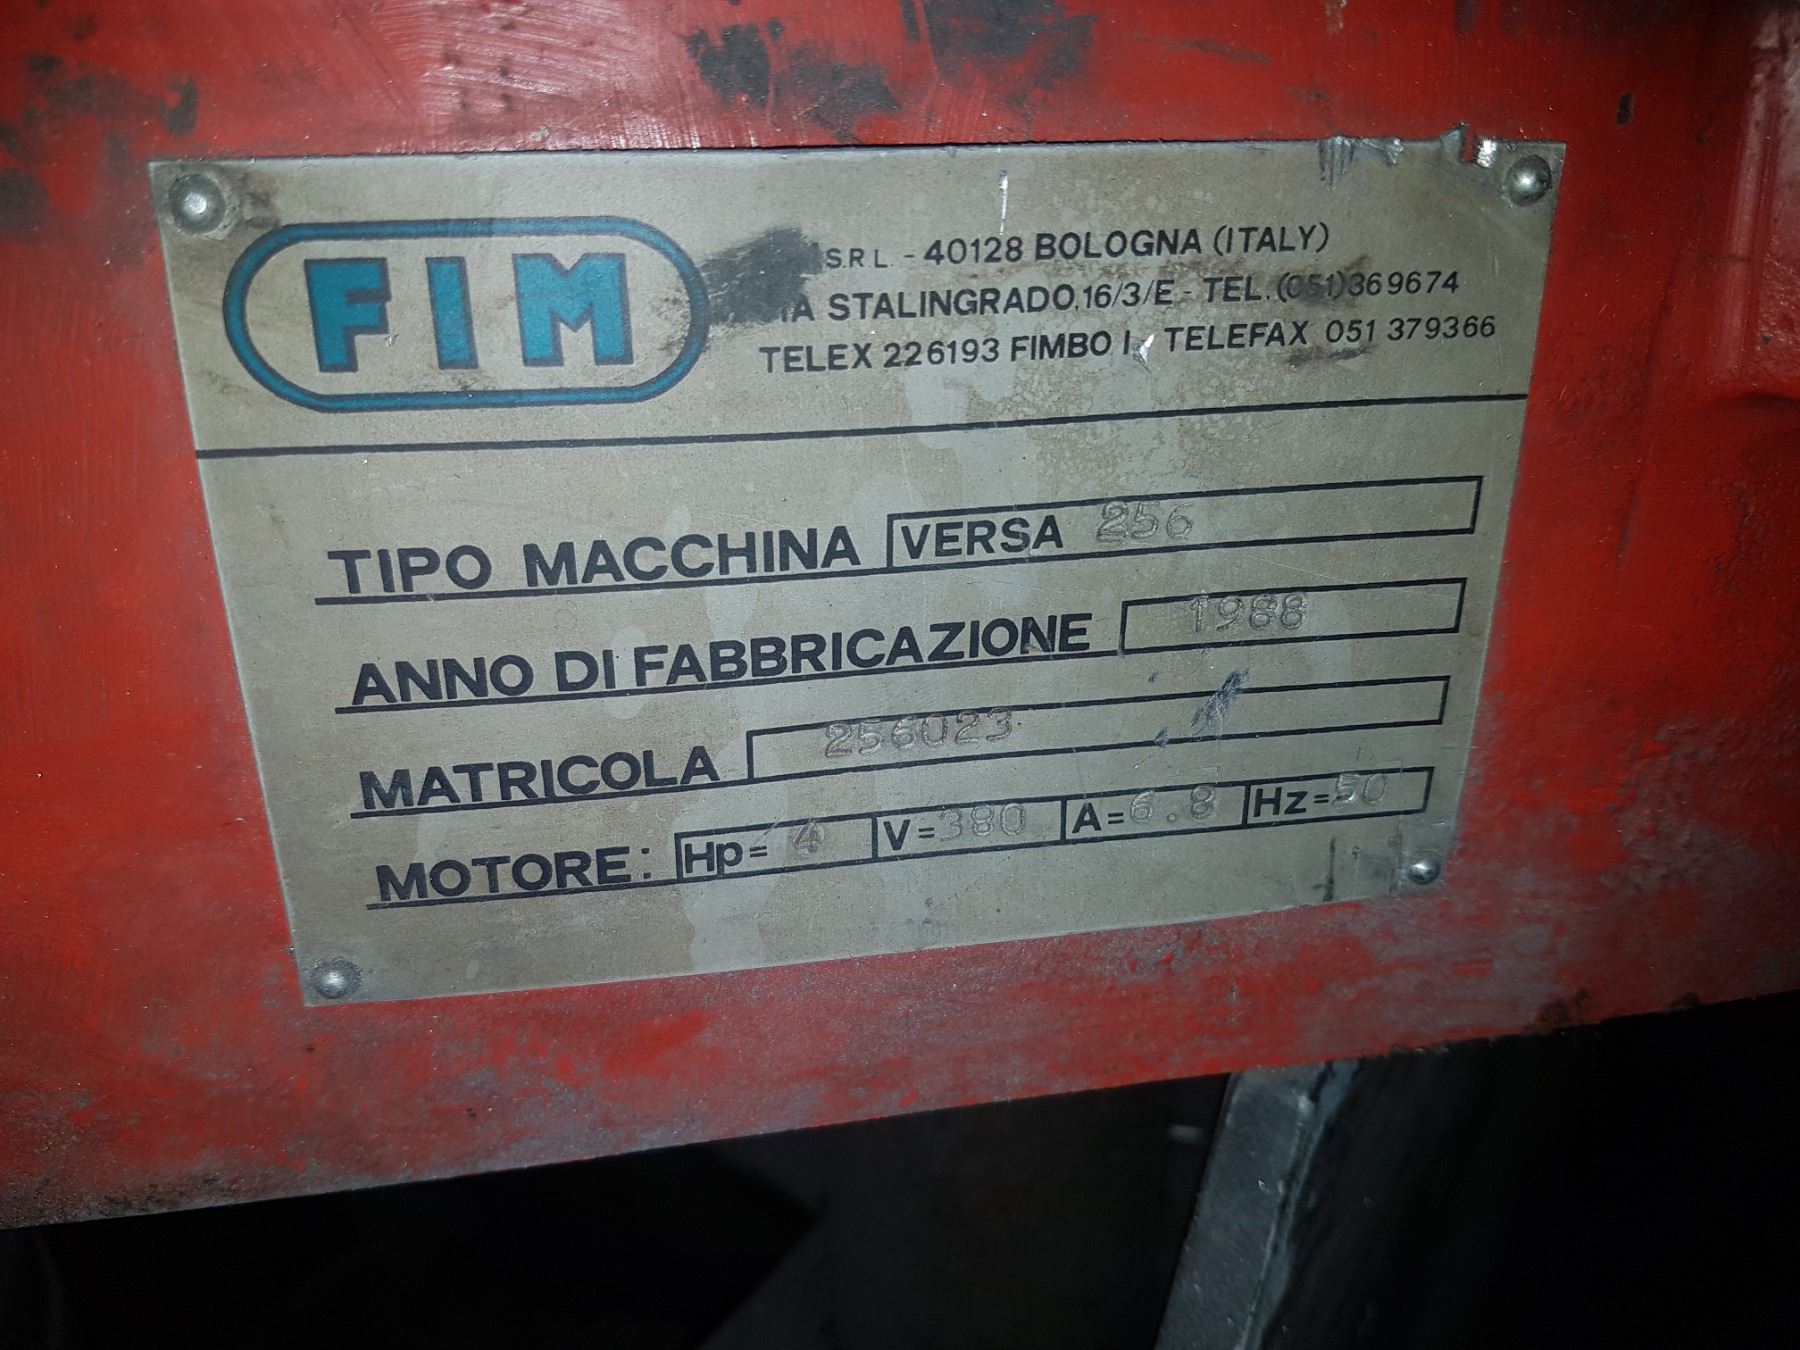 FIM
S.R.L. - 40128 BOLOGNA (ITALY)
STALINGRADO, 16/3/E - TEL. (051) 369674
TELEX 226193 FIMBO I - TELEFAX 051 379366
TIPO MACCHINA VERSA 256
ANNO DI FABBRICAZIONE 1988
MATRICOLA 256023
MOTORE: Hp= 4 V= 380 A= 6.8 Hz= 50